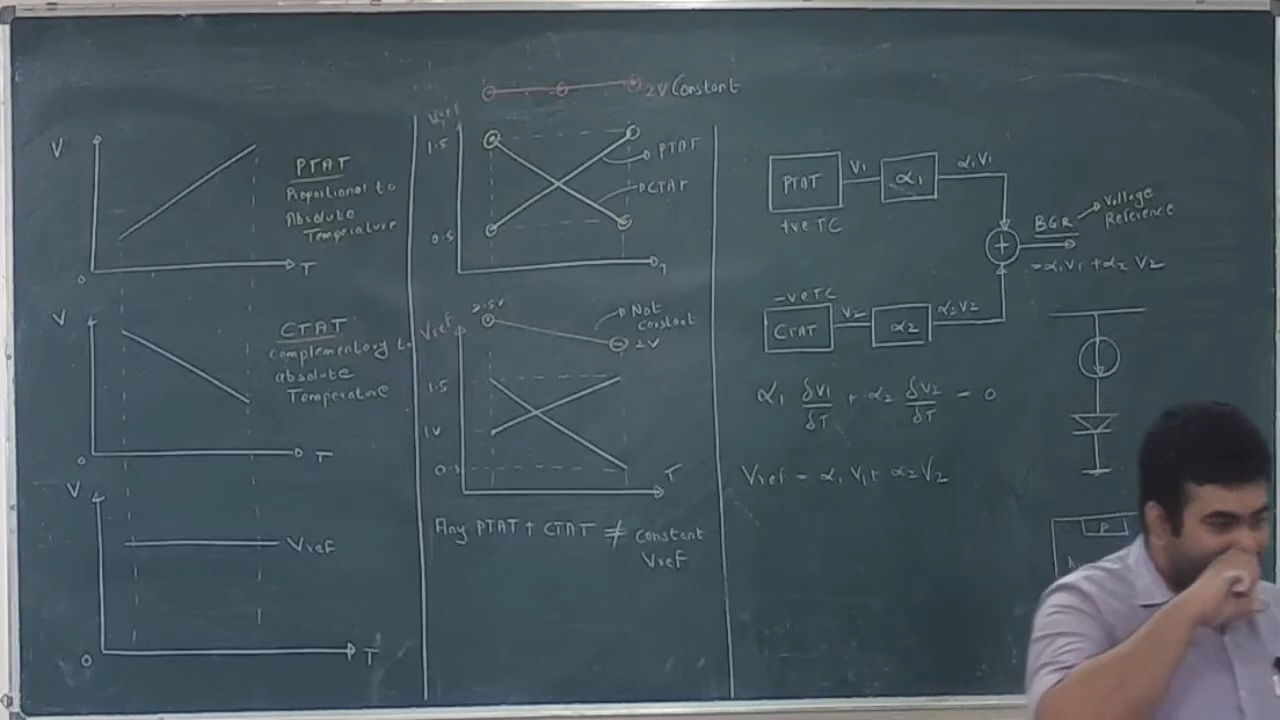 V
PTAT
Proportional to
Absolute
Temperature
0
T
V
CTAT
Complementary to
absolute
Temperature
0
T
V
Vref
0
T
2V Constant
Vref
1.5
PTAT
CTAT
0.5
T
2.5V
Not
constant
2V
Vref
1.5
1V
0.5
T
Any PTAT + CTAT ≠ constant
Vref
PTAT
V1
α1
α1V1
+ve TC
+
BGR
Voltage
Reference
= α1V1 + α2V2
-ve TC
CTAT
V2
α2
α2V2
α1 δV1/δT + α2 δV2/δT = 0
Vref = α1V1 + α2V2
P